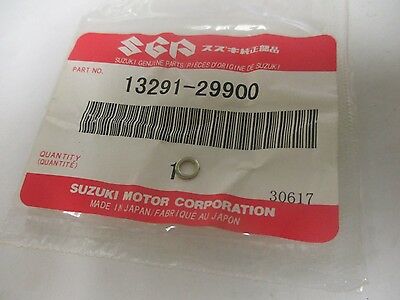 SGP スズキ純正部品
SUZUKI GENUINE PARTS/PIÈCES D'ORIGINE DE SUZUKI
PART NO.
13291-29900
QUANTITY
(QUANTITÉ)
1
30617
SUZUKI MOTOR CORPORATION
MADE IN JAPAN/FABRIQUE AU JAPON